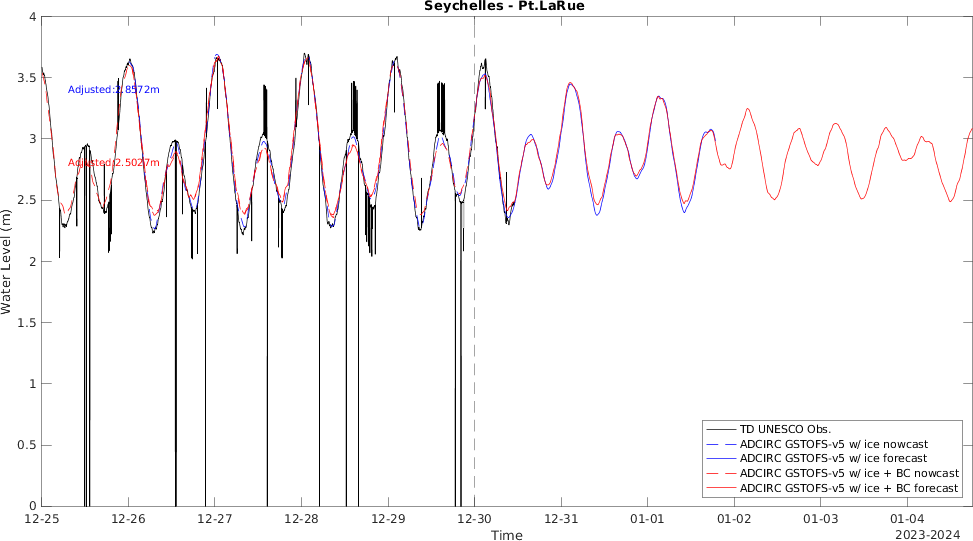 Seychelles - Pt.LaRue
Water Level (m)
4
3.5
3
2.5
2
1.5
1
0.5
0
Adjusted:2.8572m
Adjusted:2.5027m
TD UNESCO Obs.
ADCIRC GSTOFS-v5 w/ ice nowcast
ADCIRC GSTOFS-v5 w/ ice forecast
ADCIRC GSTOFS-v5 w/ ice + BC nowcast
ADCIRC GSTOFS-v5 w/ ice + BC forecast
12-25 12-26 12-27 12-28 12-29 12-30 12-31 01-01 01-02 01-03 01-04
Time
2023-2024